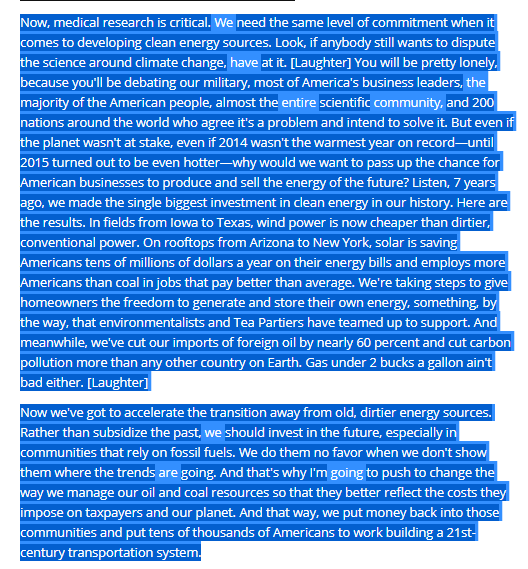 Now, medical research is critical. We need the same level of commitment when it
comes to developing clean energy sources. Look, if anybody still wants to dispute
the science around climate change, have at it. [Laughter] You will be pretty lonely,
because you'll be debating our military, most of America's business leaders, the
majority of the American people, almost the entire scientific community, and 200
nations around the world who agree it's a problem and intend to solve it. But even if
the planet wasn't at stake, even if 2014 wasn't the warmest year on record—until
2015 turned out to be even hotter—why would we want to pass up the chance for
American businesses to produce and sell the energy of the future? Listen, 7 years
ago, we made the single biggest investment in clean energy in our history. Here are
the results. In fields from Iowa to Texas, wind power is now cheaper than dirtier,
conventional power. On rooftops from Arizona to New York, solar is saving
Americans tens of millions of dollars a year on their energy bills and employs more
Americans than coal in jobs that pay better than average. We're taking steps to give
homeowners the freedom to generate and store their own energy, something, by
the way, that environmentalists and Tea Partiers have teamed up to support. And
meanwhile, we've cut our imports of foreign oil by nearly 60 percent and cut carbon
pollution more than any other country on Earth. Gas under 2 bucks a gallon ain't
bad either. [Laughter]
Now we've got to accelerate the transition away from old, dirtier energy sources.
Rather than subsidize the past, we should invest in the future, especially in
communities that rely on fossil fuels. We do them no favor when we don't show
them where the trends are going. And that's why I'm going to push to change the
way we manage our oil and coal resources so that they better reflect the costs they
impose on taxpayers and our planet. And that way, we put money back into those
communities and put tens of thousands of Americans to work building a 21st-
century transportation system.